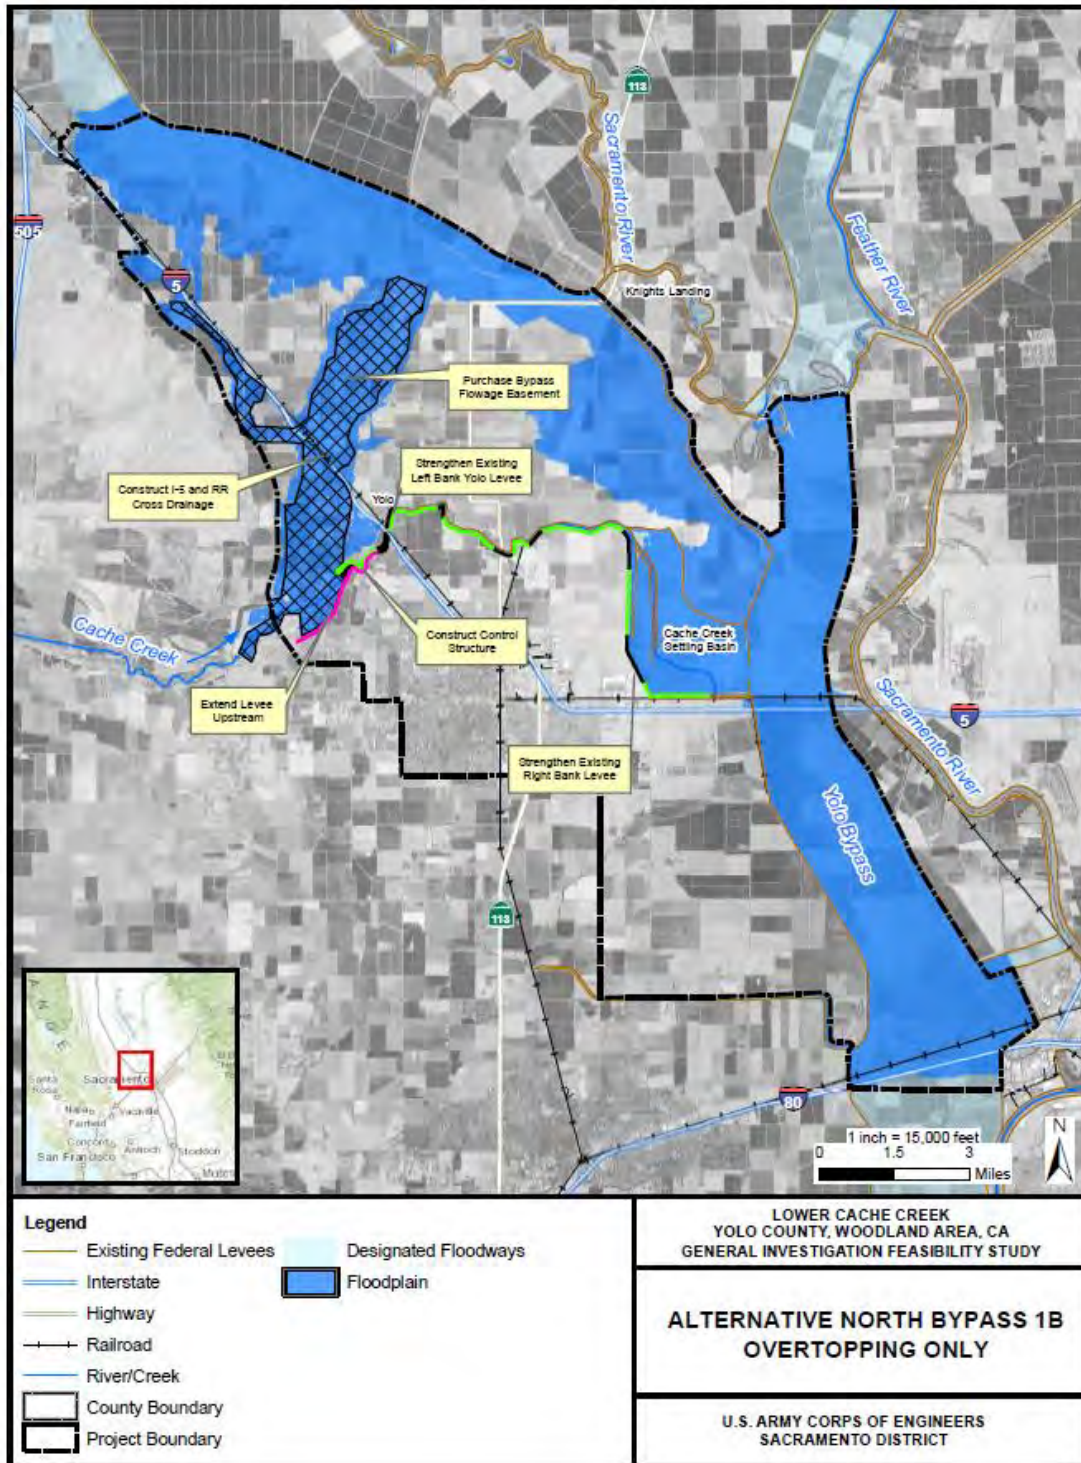 113
Sacramento River
Feather River
505
5
Knights Landing
Purchase Bypass
Flowage Easement
Strengthen Existing
Left Bank Yolo Levee
Construct I-5 and RR
Cross Drainage
Yolo
Cache Creek
Construct Control
Structure
Cache Creek
Settling Basin
Extend Levee
Upstream
Strengthen Existing
Right Bank Levee
5
Sacramento River
Yolo Bypass
113
80
Santa
Rosa
Sacramento
Napa
Vacaville
Fairfield
Concord
Antioch
Stockton
San Francisco
1 inch = 15,000 feet
0 1.5 3
Miles
N
Legend
Existing Federal Levees
Interstate
Highway
Railroad
River/Creek
County Boundary
Project Boundary
Designated Floodways
Floodplain
LOWER CACHE CREEK
YOLO COUNTY, WOODLAND AREA, CA
GENERAL INVESTIGATION FEASIBILITY STUDY
ALTERNATIVE NORTH BYPASS 1B
OVERTOPPING ONLY
U.S. ARMY CORPS OF ENGINEERS
SACRAMENTO DISTRICT